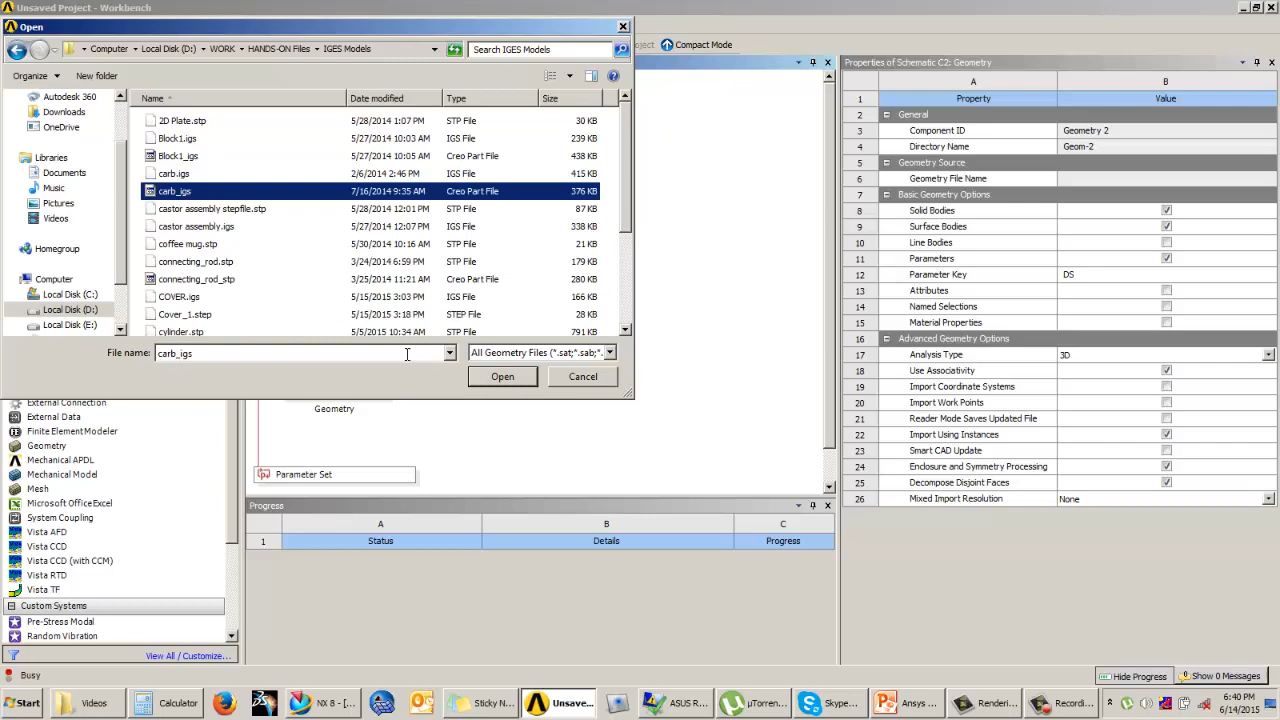 Unsaved Project - Workbench
Open
Computer Local Disk (D:) WORK HANDS-ON Files IGES Models
Search IGES Models
Compact Mode
Organize New folder
Properties of Schematic C2: Geometry
Autodesk 360
Downloads
OneDrive
Libraries
Documents
Music
Pictures
Videos
Homegroup
Computer
Local Disk (C:)
Local Disk (D:)
Local Disk (E:)
Name Date modified Type Size
2D Plate.stp 5/28/2014 1:07 PM STP File 30 KB
Block1.igs 5/27/2014 10:03 AM IGS File 239 KB
Block1_igs 5/27/2014 10:05 AM Creo Part File 438 KB
carb.igs 2/6/2014 2:46 PM IGS File 415 KB
carb_igs 7/16/2014 9:35 AM Creo Part File 376 KB
castor assembly stepfile.stp 5/28/2014 12:01 PM STP File 87 KB
castor assembly.igs 5/27/2014 12:07 PM IGS File 338 KB
coffee mug.stp 5/30/2014 10:16 AM STP File 21 KB
connecting_rod.stp 3/24/2014 6:59 PM STP File 179 KB
connecting_rod_stp 3/25/2014 11:21 AM Creo Part File 280 KB
COVER.igs 5/15/2015 3:03 PM IGS File 166 KB
Cover_1.step 5/15/2015 3:18 PM STEP File 28 KB
cylinder.stp 5/5/2015 10:34 AM STP File 791 KB
File name: carb_igs All Geometry Files (*.sat;*.sab;*.
Open Cancel
A B
1 Property Value
2 General
3 Component ID Geometry 2
4 Directory Name Geom-2
5 Geometry Source
6 Geometry File Name
7 Basic Geometry Options
8 Solid Bodies
9 Surface Bodies
10 Line Bodies
11 Parameters
12 Parameter Key DS
13 Attributes
14 Named Selections
15 Material Properties
16 Advanced Geometry Options
17 Analysis Type 3D
18 Use Associativity
19 Import Coordinate Systems
20 Import Work Points
21 Reader Mode Saves Updated File
22 Import Using Instances
23 Smart CAD Update
24 Enclosure and Symmetry Processing
25 Decompose Disjoint Faces
26 Mixed Import Resolution None
External Connection
External Data
Finite Element Modeler
Geometry
Mechanical APDL
Mechanical Model
Mesh
Microsoft Office Excel
System Coupling
Vista AFD
Vista CCD
Vista CCD (with CCM)
Vista RTD
Vista TF
Custom Systems
Pre-Stress Modal
Random Vibration
View All / Customize...
Geometry
Parameter Set
Progress
A B C
1 Status Details Progress
Busy
Hide Progress Show 0 Messages
Start Videos Calculator NX 8 - [... Sticky N... Unsave... ASUS R... µTorren... Skype... Ansys ... Renderi... Recordi...
6:40 PM
6/14/2015